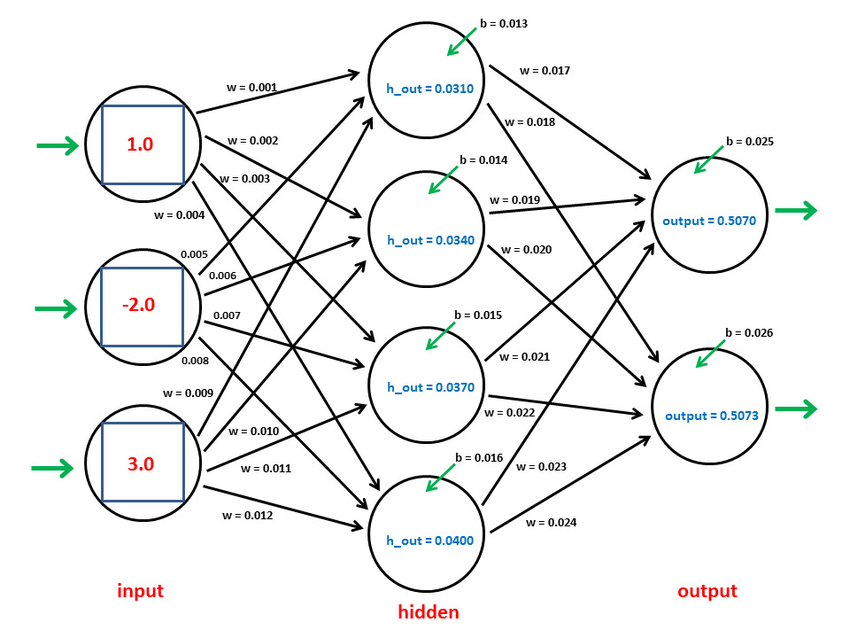 b = 0.013
w = 0.017
w = 0.001
h_out = 0.0310
w = 0.018
1.0
w = 0.002
b = 0.014
b = 0.025
w = 0.003
w = 0.019
w = 0.004
output = 0.5070
h_out = 0.0340
w = 0.020
0.005
0.006
-2.0
0.007
b = 0.015
b = 0.026
0.008
w = 0.021
h_out = 0.0370
w = 0.009
w = 0.022
output = 0.5073
w = 0.010
3.0
w = 0.011
b = 0.016
w = 0.023
w = 0.012
w = 0.024
h_out = 0.0400
input
output
hidden